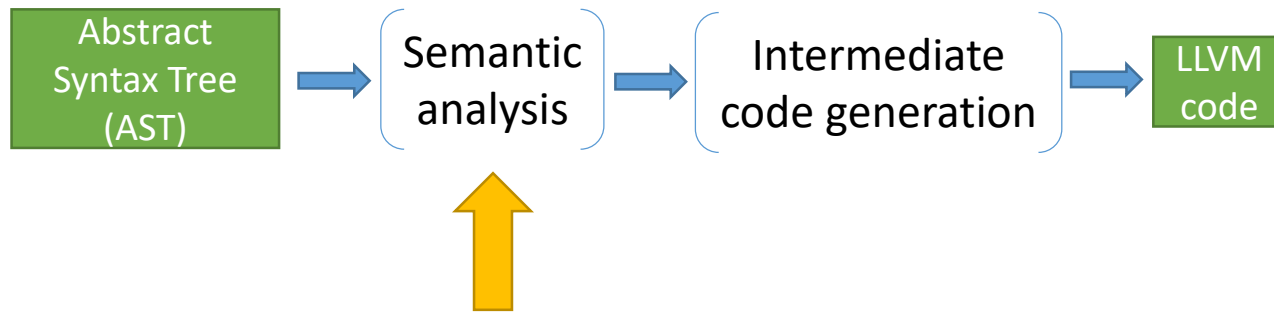 Abstract
Syntax Tree
(AST)
Semantic
analysis
Intermediate
code generation
LLVM
code